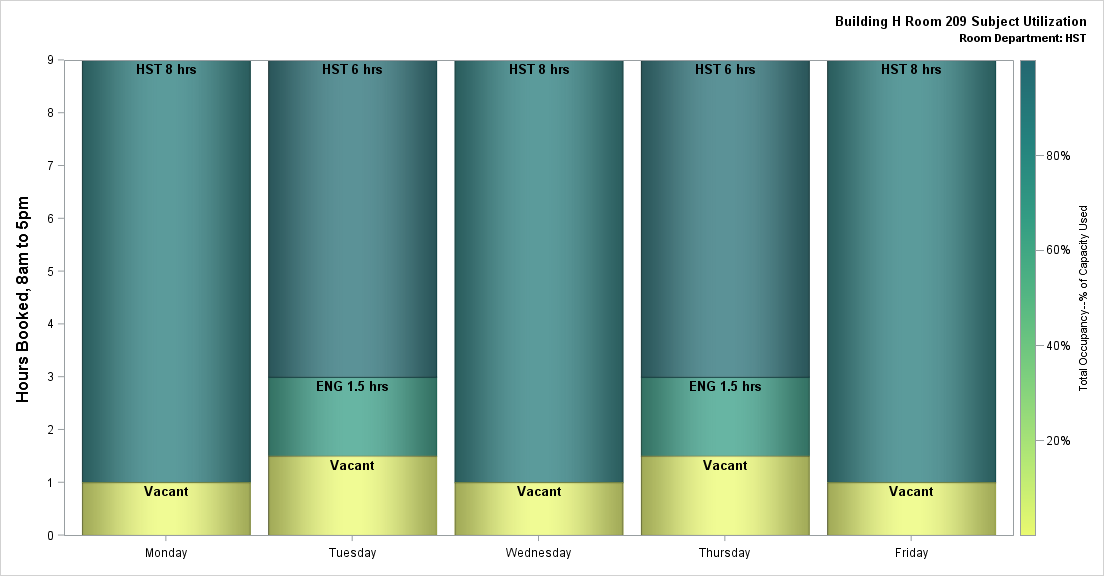 Building H Room 209 Subject Utilization
Room Department: HST
Hours Booked, 8am to 5pm
9
8
7
6
5
4
3
2
1
0
HST 8 hrs
Vacant
HST 6 hrs
ENG 1.5 hrs
Vacant
HST 8 hrs
Vacant
HST 6 hrs
ENG 1.5 hrs
Vacant
HST 8 hrs
Vacant
Monday
Tuesday
Wednesday
Thursday
Friday
80%
60%
40%
20%
Total Occupancy--% of Capacity Used